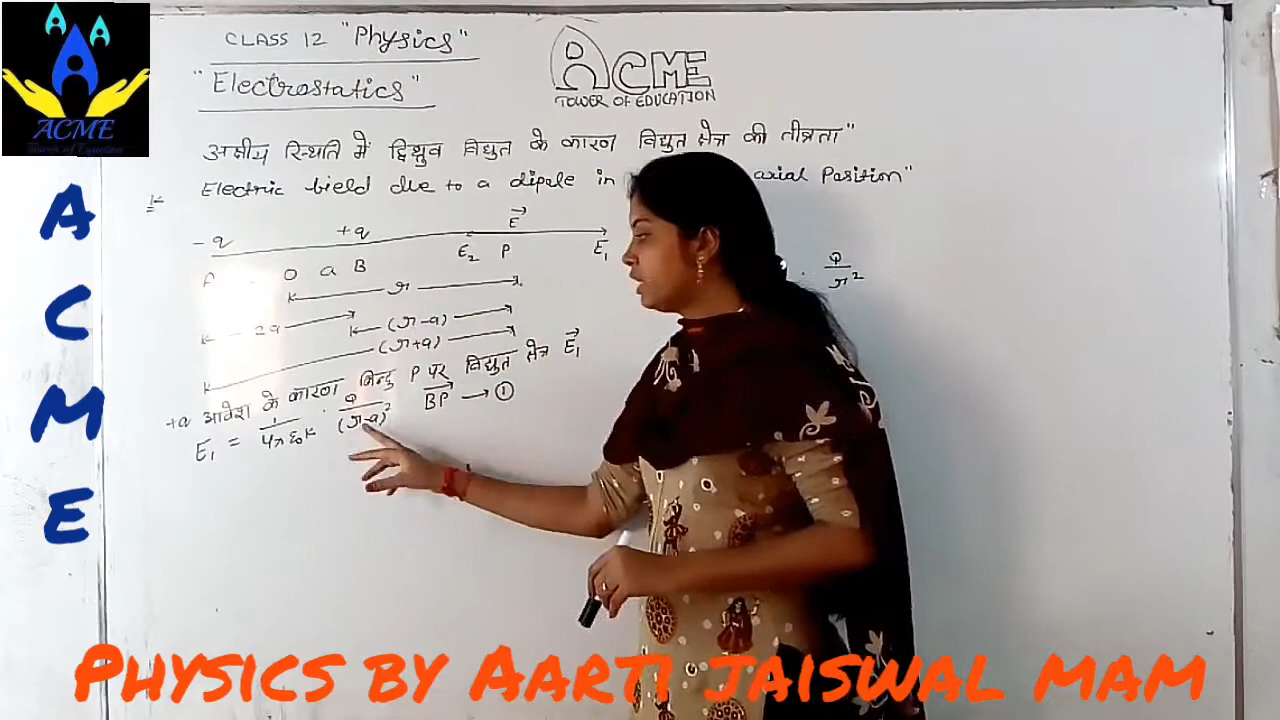 ACME
CLASS 12 "Physics"
"Electrostatics"
ACME
TOWER OF EDUCATION
अक्षीय स्थिति में द्विध्रुव विद्युत के कारण विद्युत क्षेत्र की तीव्रता"
Electric field due to a dipole in axial Position"
-q +q E⃗
E₂ P E₁
O a B
r
2a (r-a)
(r+a)
+q आवेश के कारण बिन्दु P पर विद्युत क्षेत्र E⃗₁
E₁ = 1/4πε₀K · q/(r-a)² BP⃗ → ①
· q/r²
A
C
M
E
Physics by Aarti jaiswal mam